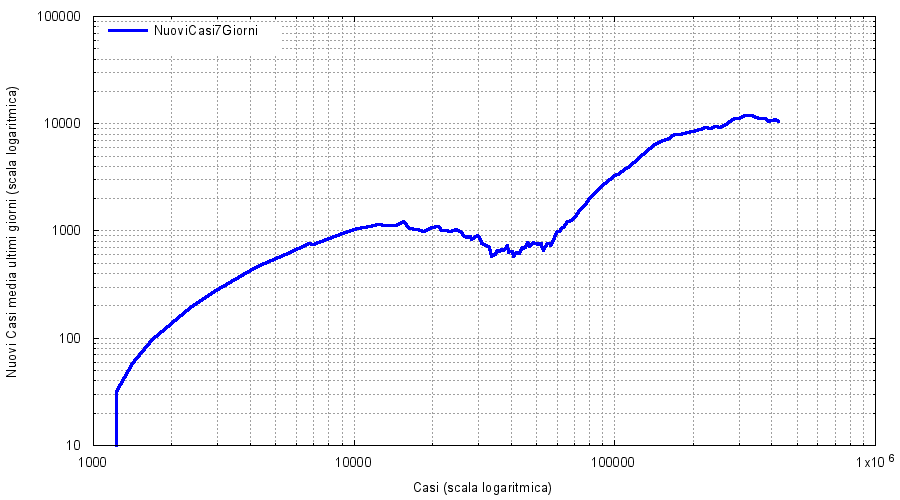 100000
NuoviCasi7Giorni
10000
1000
100
10
Nuovi Casi media ultimi giorni (scala logaritmica)
1000 10000 100000 1x10^6
Casi (scala logaritmica)